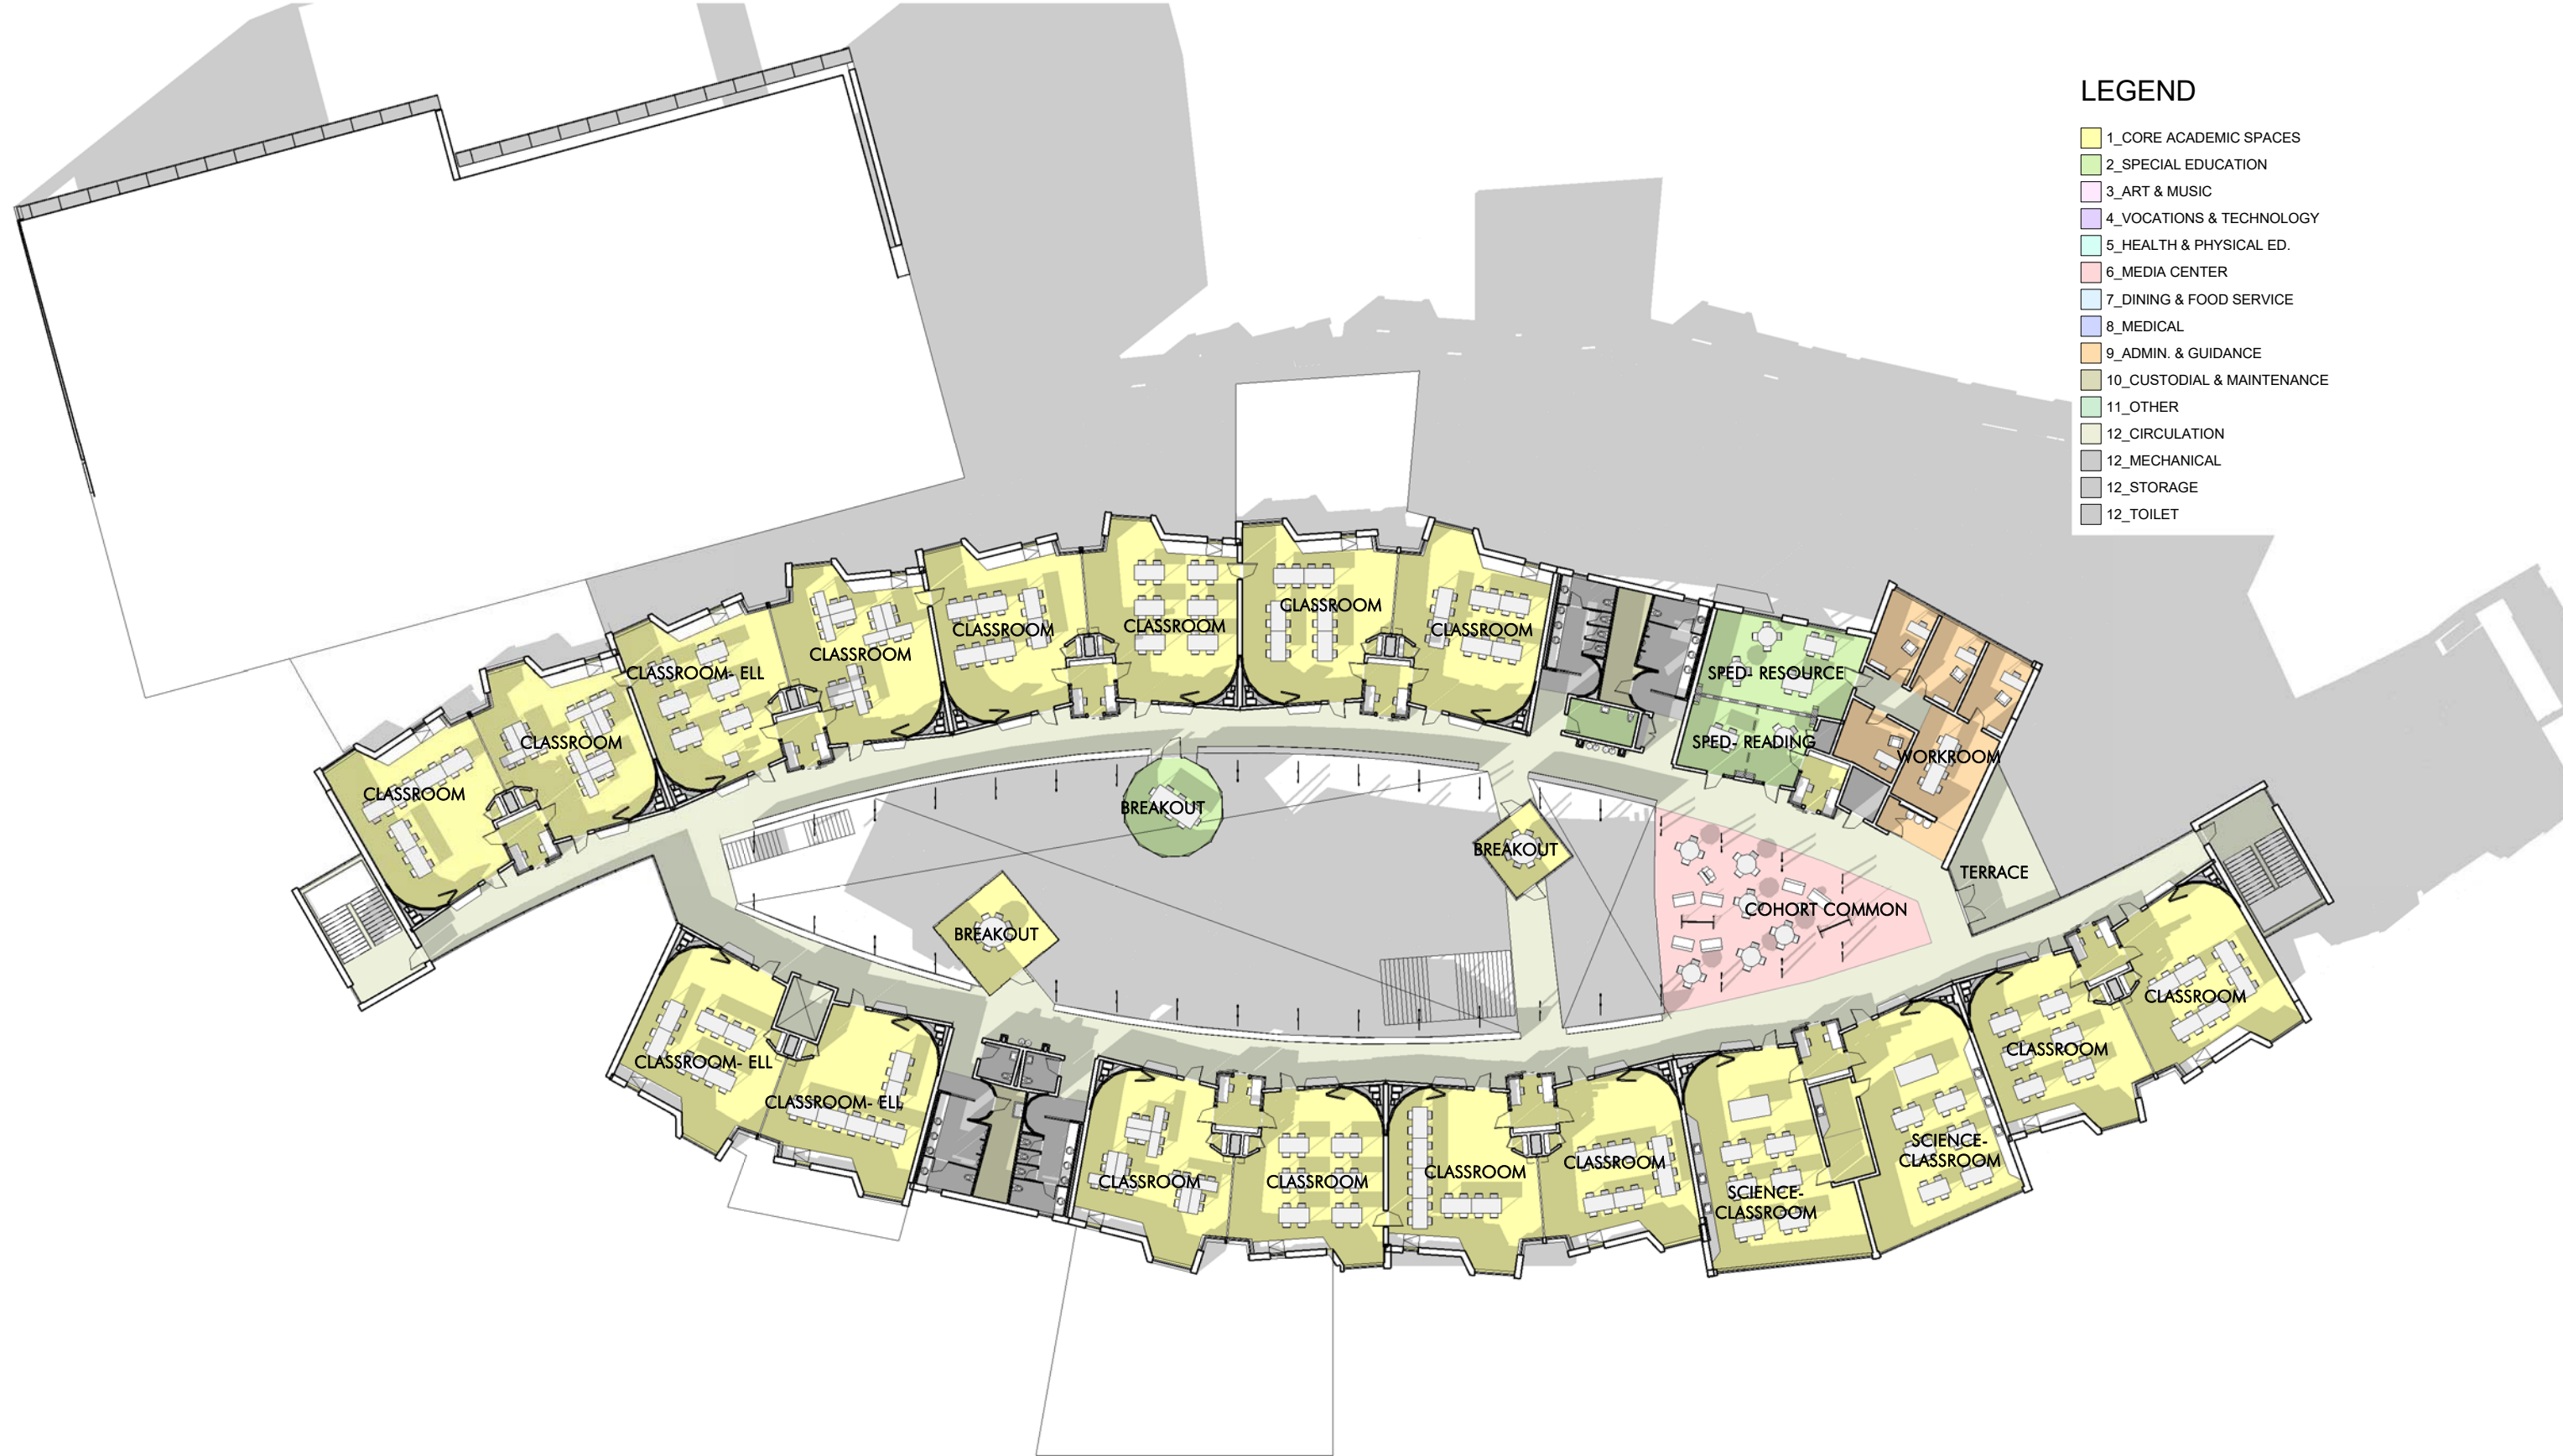 LEGEND
1_CORE ACADEMIC SPACES
2_SPECIAL EDUCATION
3_ART & MUSIC
4_VOCATIONS & TECHNOLOGY
5_HEALTH & PHYSICAL ED.
6_MEDIA CENTER
7_DINING & FOOD SERVICE
8_MEDICAL
9_ADMIN. & GUIDANCE
10_CUSTODIAL & MAINTENANCE
11_OTHER
12_CIRCULATION
12_MECHANICAL
12_STORAGE
12_TOILET
CLASSROOM
CLASSROOM
CLASSROOM- ELL
CLASSROOM
CLASSROOM
CLASSROOM
CLASSROOM
CLASSROOM
SPED- RESOURCE
SPED- READING
WORKROOM
BREAKOUT
BREAKOUT
BREAKOUT
COHORT COMMON
TERRACE
CLASSROOM- ELL
CLASSROOM- ELL
CLASSROOM
CLASSROOM
CLASSROOM
CLASSROOM
SCIENCE-
CLASSROOM
SCIENCE-
CLASSROOM
CLASSROOM
CLASSROOM